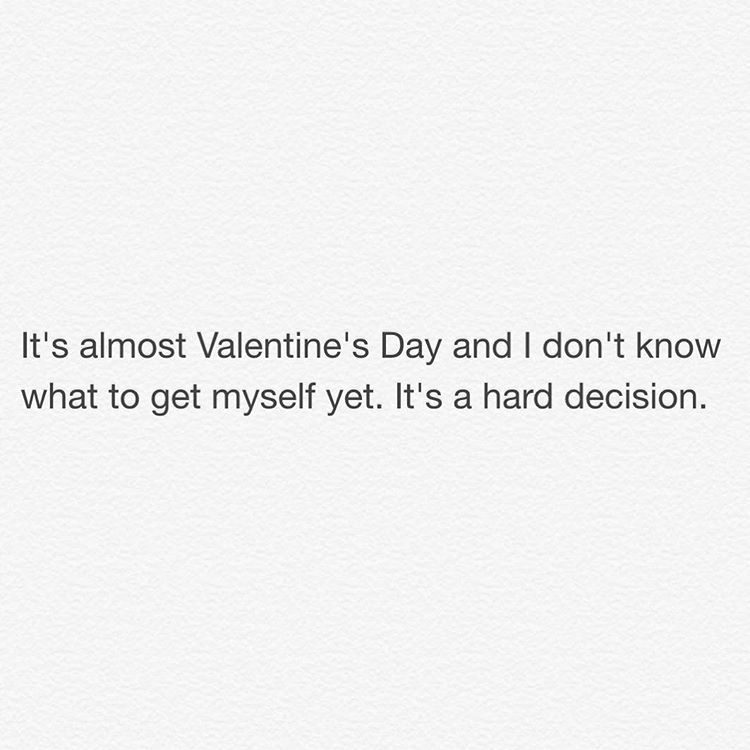 It's almost Valentine's Day and I don't know
what to get myself yet. It's a hard decision.